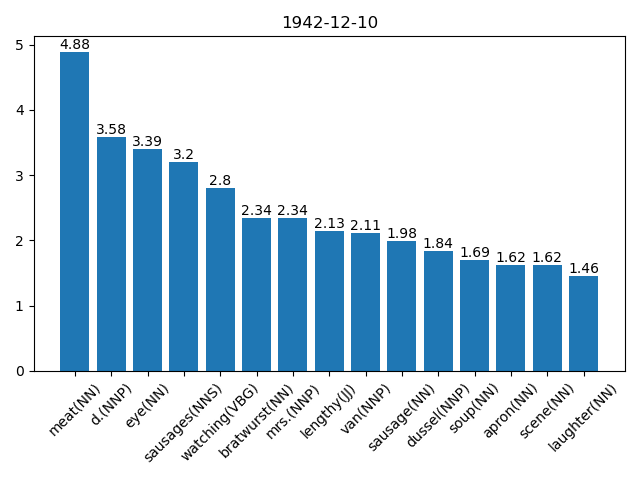 1942-12-10
5
4
3
2
1
0
4.88
3.58
3.39
3.2
2.8
2.34
2.34
2.13
2.11
1.98
1.84
1.69
1.62
1.62
1.46
meat(NN)
d.(NNP)
eye(NN)
sausages(NNS)
watching(VBG)
bratwurst(NN)
mrs.(NNP)
lengthy(JJ)
van(NNP)
sausage(NN)
dussel(NNP)
soup(NN)
apron(NN)
scene(NN)
laughter(NN)